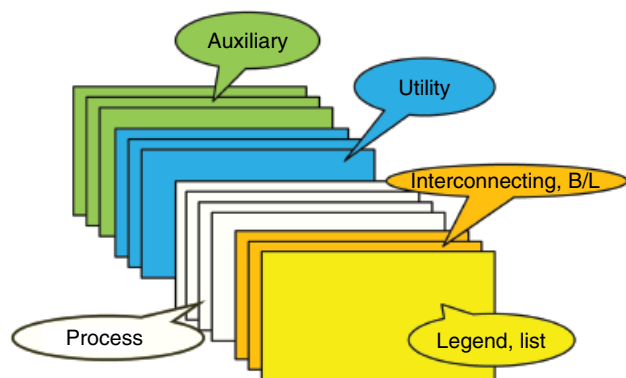 Auxiliary
Utility
Interconnecting, B/L
Process
Legend, list